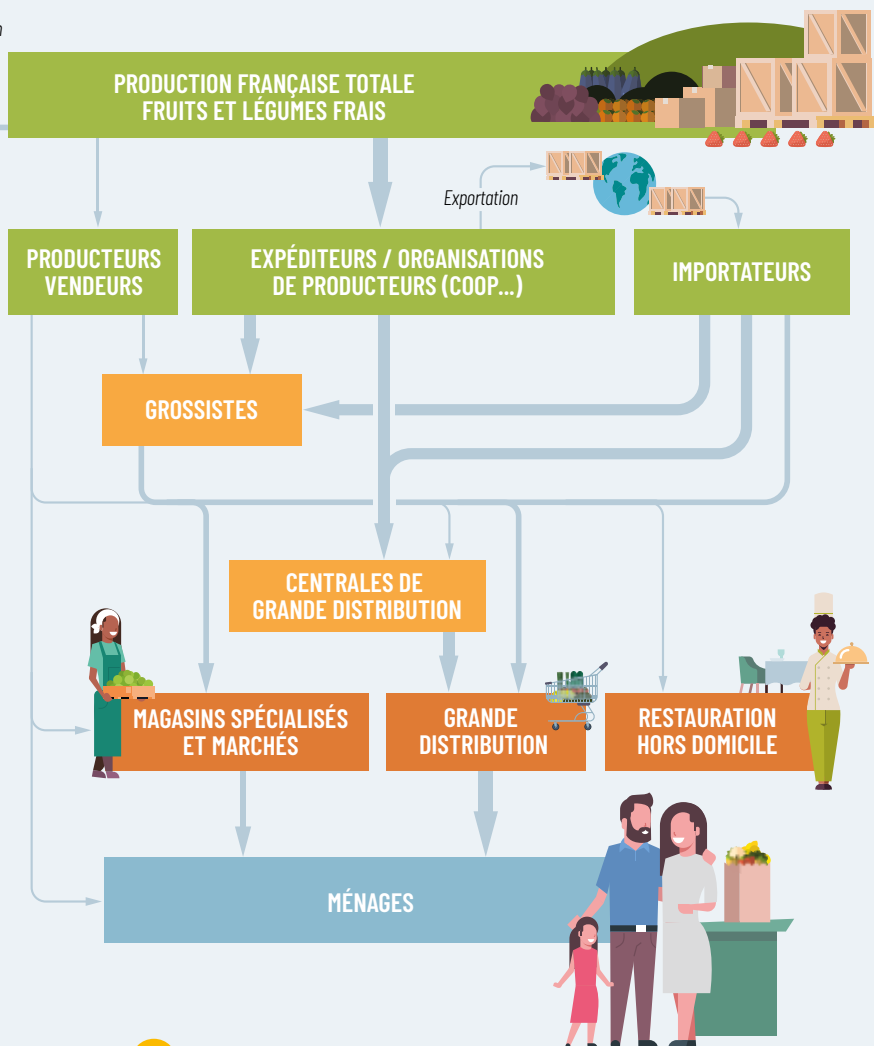 PRODUCTION FRANÇAISE TOTALE
FRUITS ET LÉGUMES FRAIS
Exportation
PRODUCTEURS
VENDEURS
EXPÉDITEURS / ORGANISATIONS
DE PRODUCTEURS (COOP...)
IMPORTATEURS
GROSSISTES
CENTRALES DE
GRANDE DISTRIBUTION
MAGASINS SPÉCIALISÉS
ET MARCHÉS
GRANDE
DISTRIBUTION
RESTAURATION
HORS DOMICILE
MÉNAGES